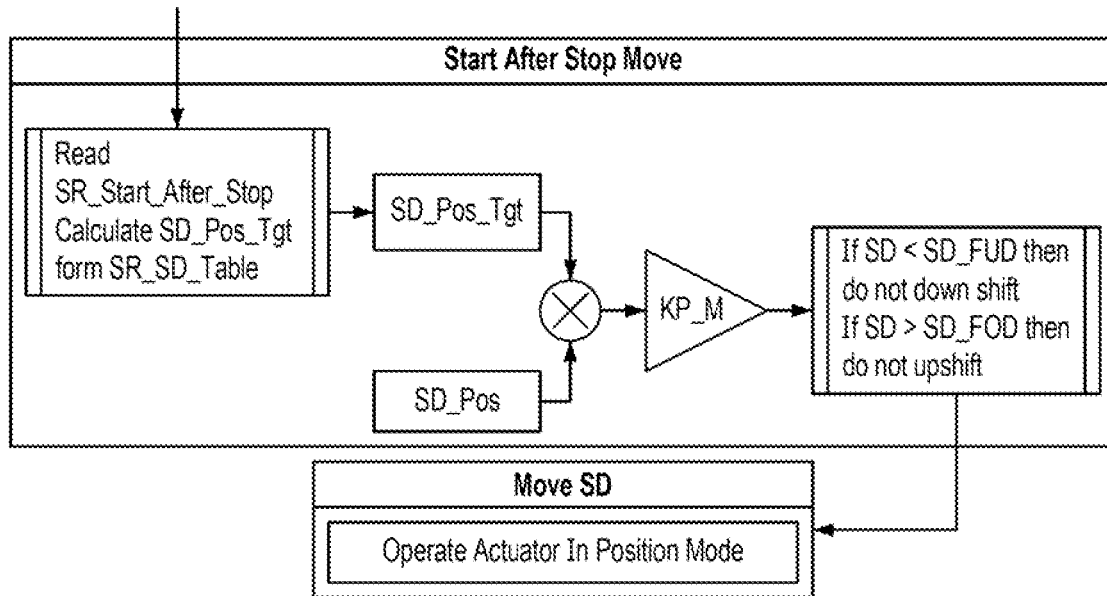 Start After Stop Move
Read
SR_Start_After_Stop
Calculate SD_Pos_Tgt
form SR_SD_Table
SD_Pos_Tgt
SD_Pos
KP_M
If SD < SD_FUD then
do not down shift
If SD > SD_FOD then
do not upshift
Move SD
Operate Actuator In Position Mode